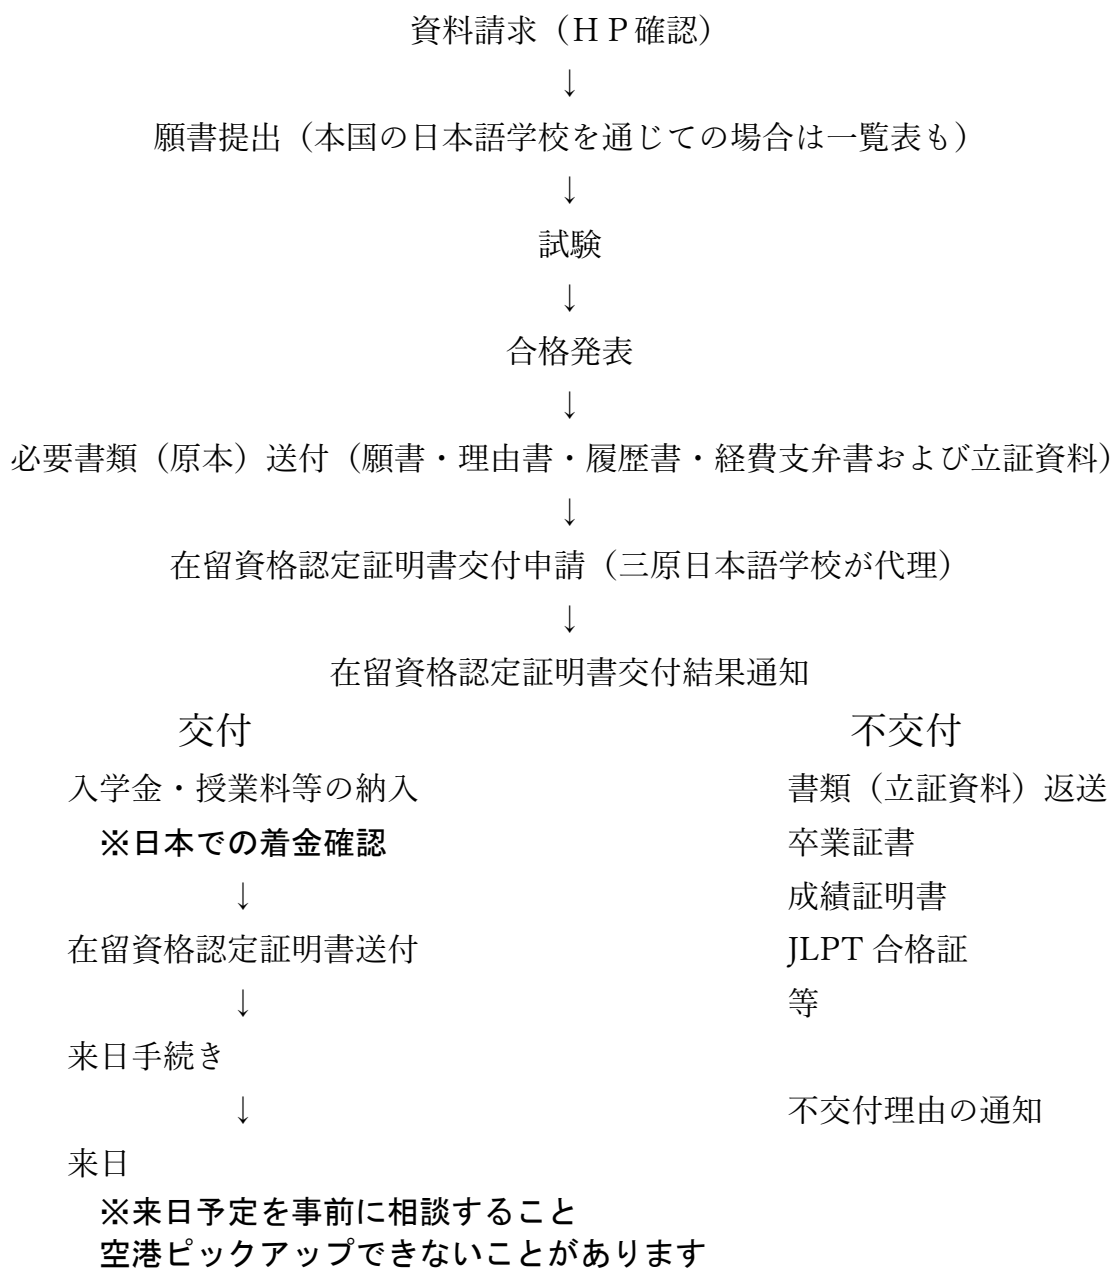 資料請求（ＨＰ確認）
↓
願書提出（本国の日本語学校を通じての場合は一覧表も）
↓
試験
↓
合格発表
↓
必要書類（原本）送付（願書・理由書・履歴書・経費支弁書および立証資料）
↓
在留資格認定証明書交付申請（三原日本語学校が代理）
↓
在留資格認定証明書交付結果通知
交付
入学金・授業料等の納入
※日本での着金確認
↓
在留資格認定証明書送付
↓
来日手続き
↓
来日
※来日予定を事前に相談すること
空港ピックアップできないことがあります
不交付
書類（立証資料）返送
卒業証書
成績証明書
JLPT 合格証
等
不交付理由の通知